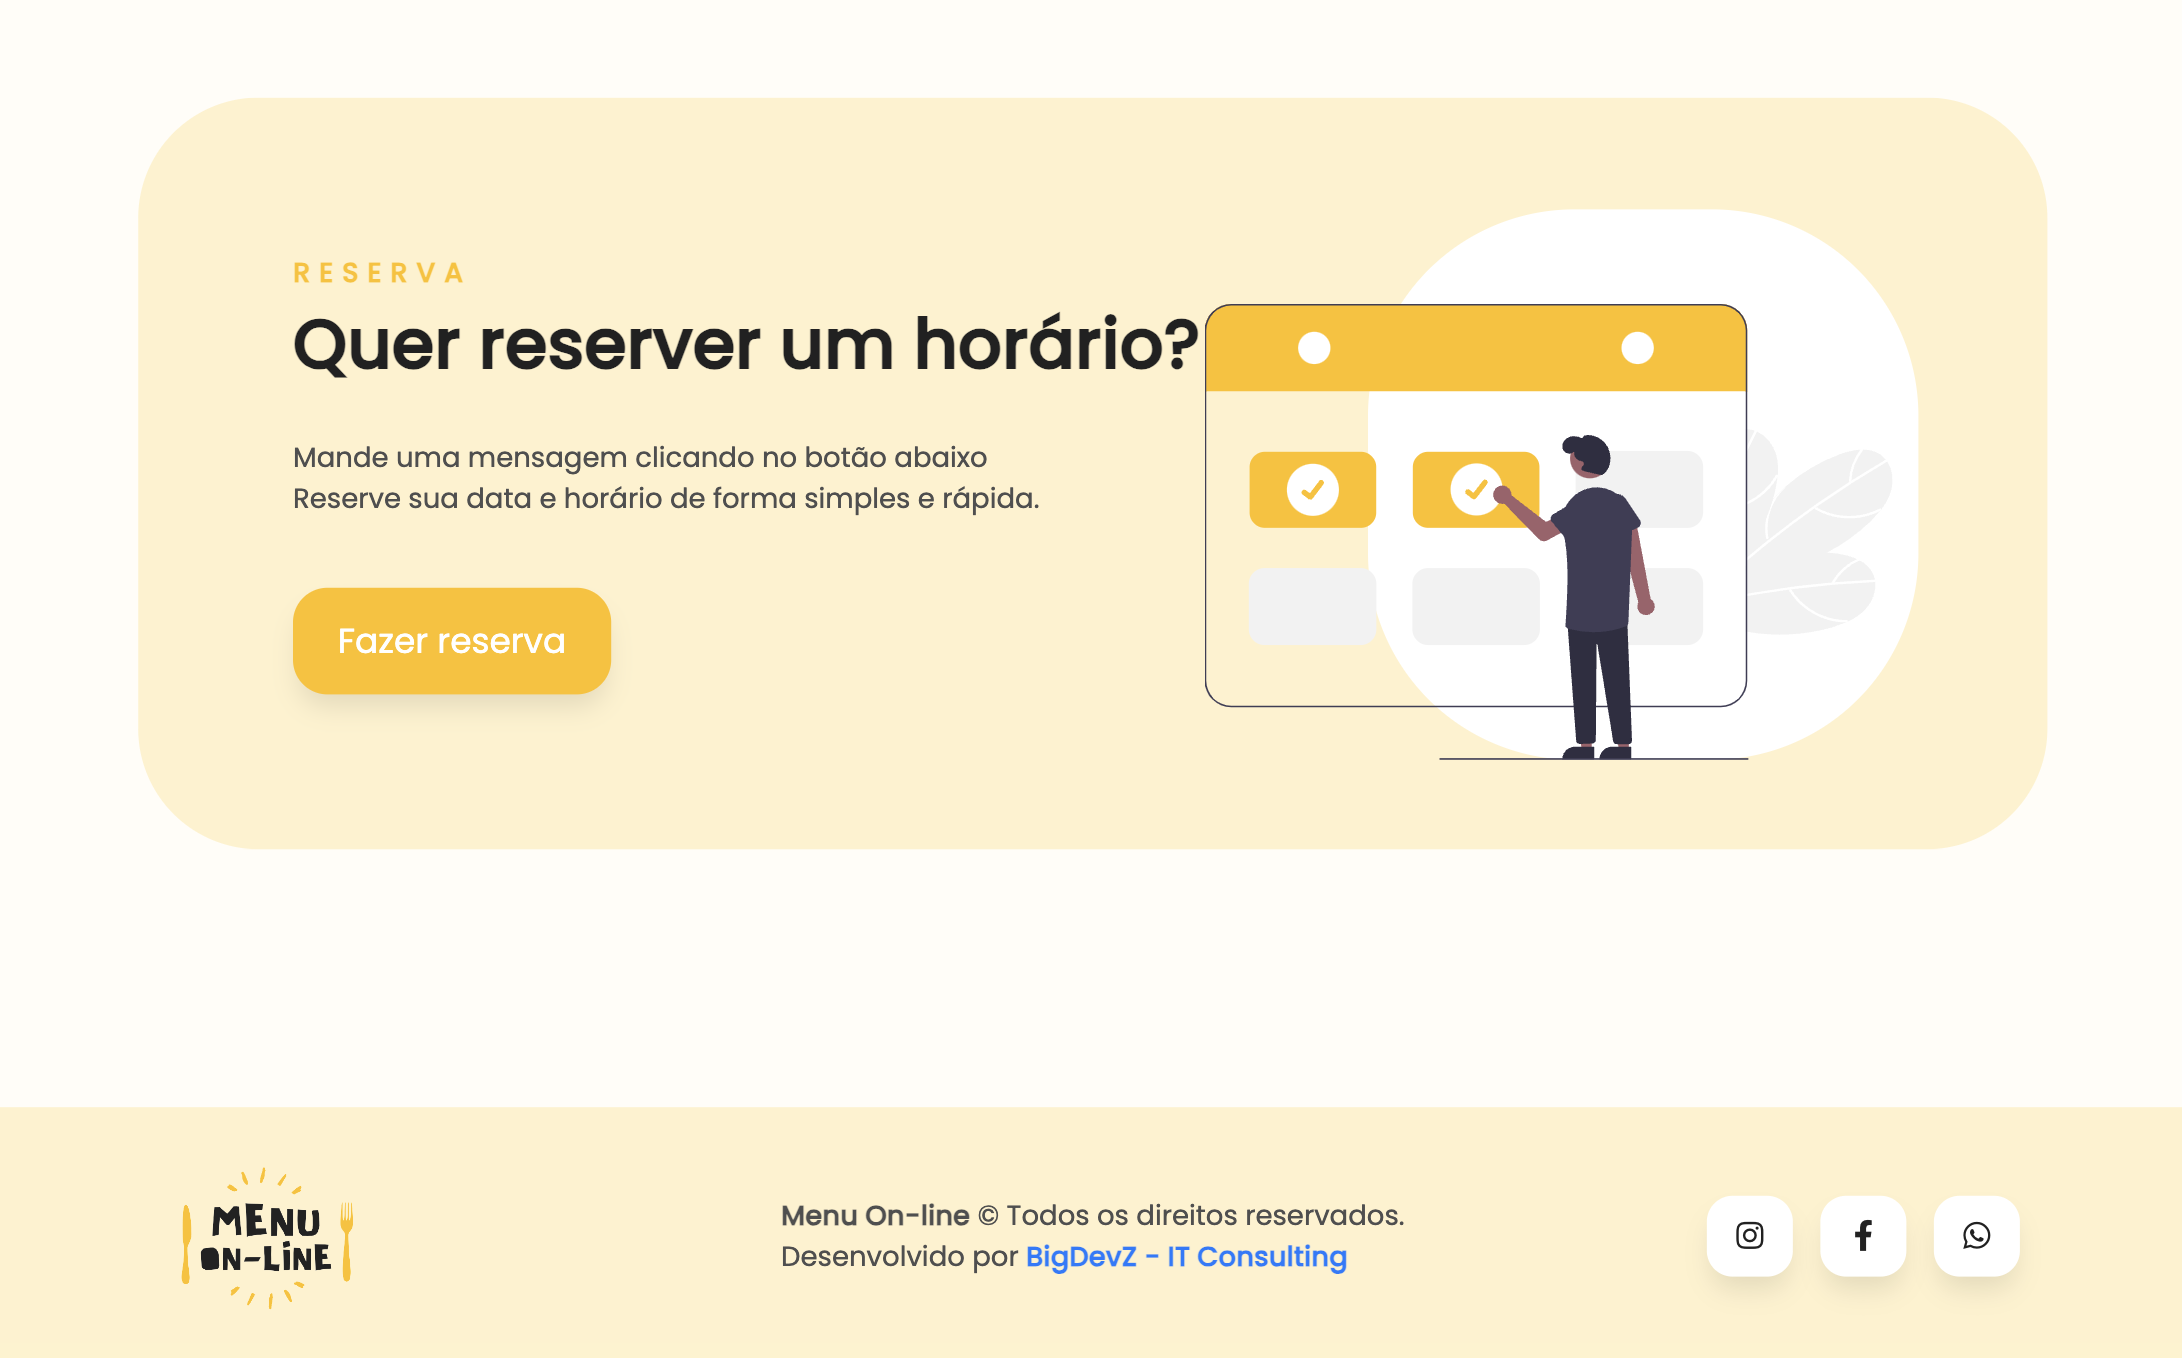 RESERVA
Quer reserver um horário?
Mande uma mensagem clicando no botão abaixo
Reserve sua data e horário de forma simples e rápida.
Fazer reserva
MENU
ON-LINE
Menu On-line © Todos os direitos reservados.
Desenvolvido por BigDevZ - IT Consulting